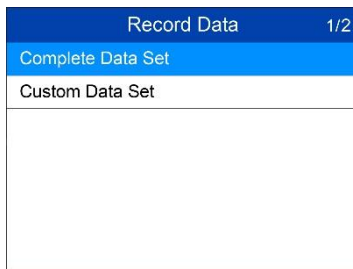 Record Data 1/2
Complete Data Set
Custom Data Set